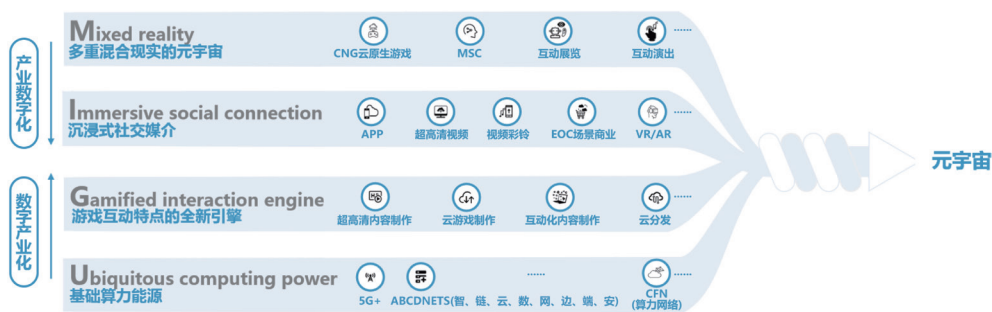 产业数字化
Mixed reality
多重混合现实的元宇宙
CNG云原生游戏
MSC
互动展览
互动演出
······
Immersive social connection
沉浸式社交媒介
APP
超高清视频
视频彩铃
EOC场景商业
VR/AR
······
元宇宙
数字产业化
Gamified interaction engine
游戏互动特点的全新引擎
超高清内容制作
云游戏制作
互动化内容制作
云分发
······
Ubiquitous computing power
基础算力能源
5G+
ABCDNETS(智、链、云、数、网、边、端、安)
······
CFN
(算力网络)
······